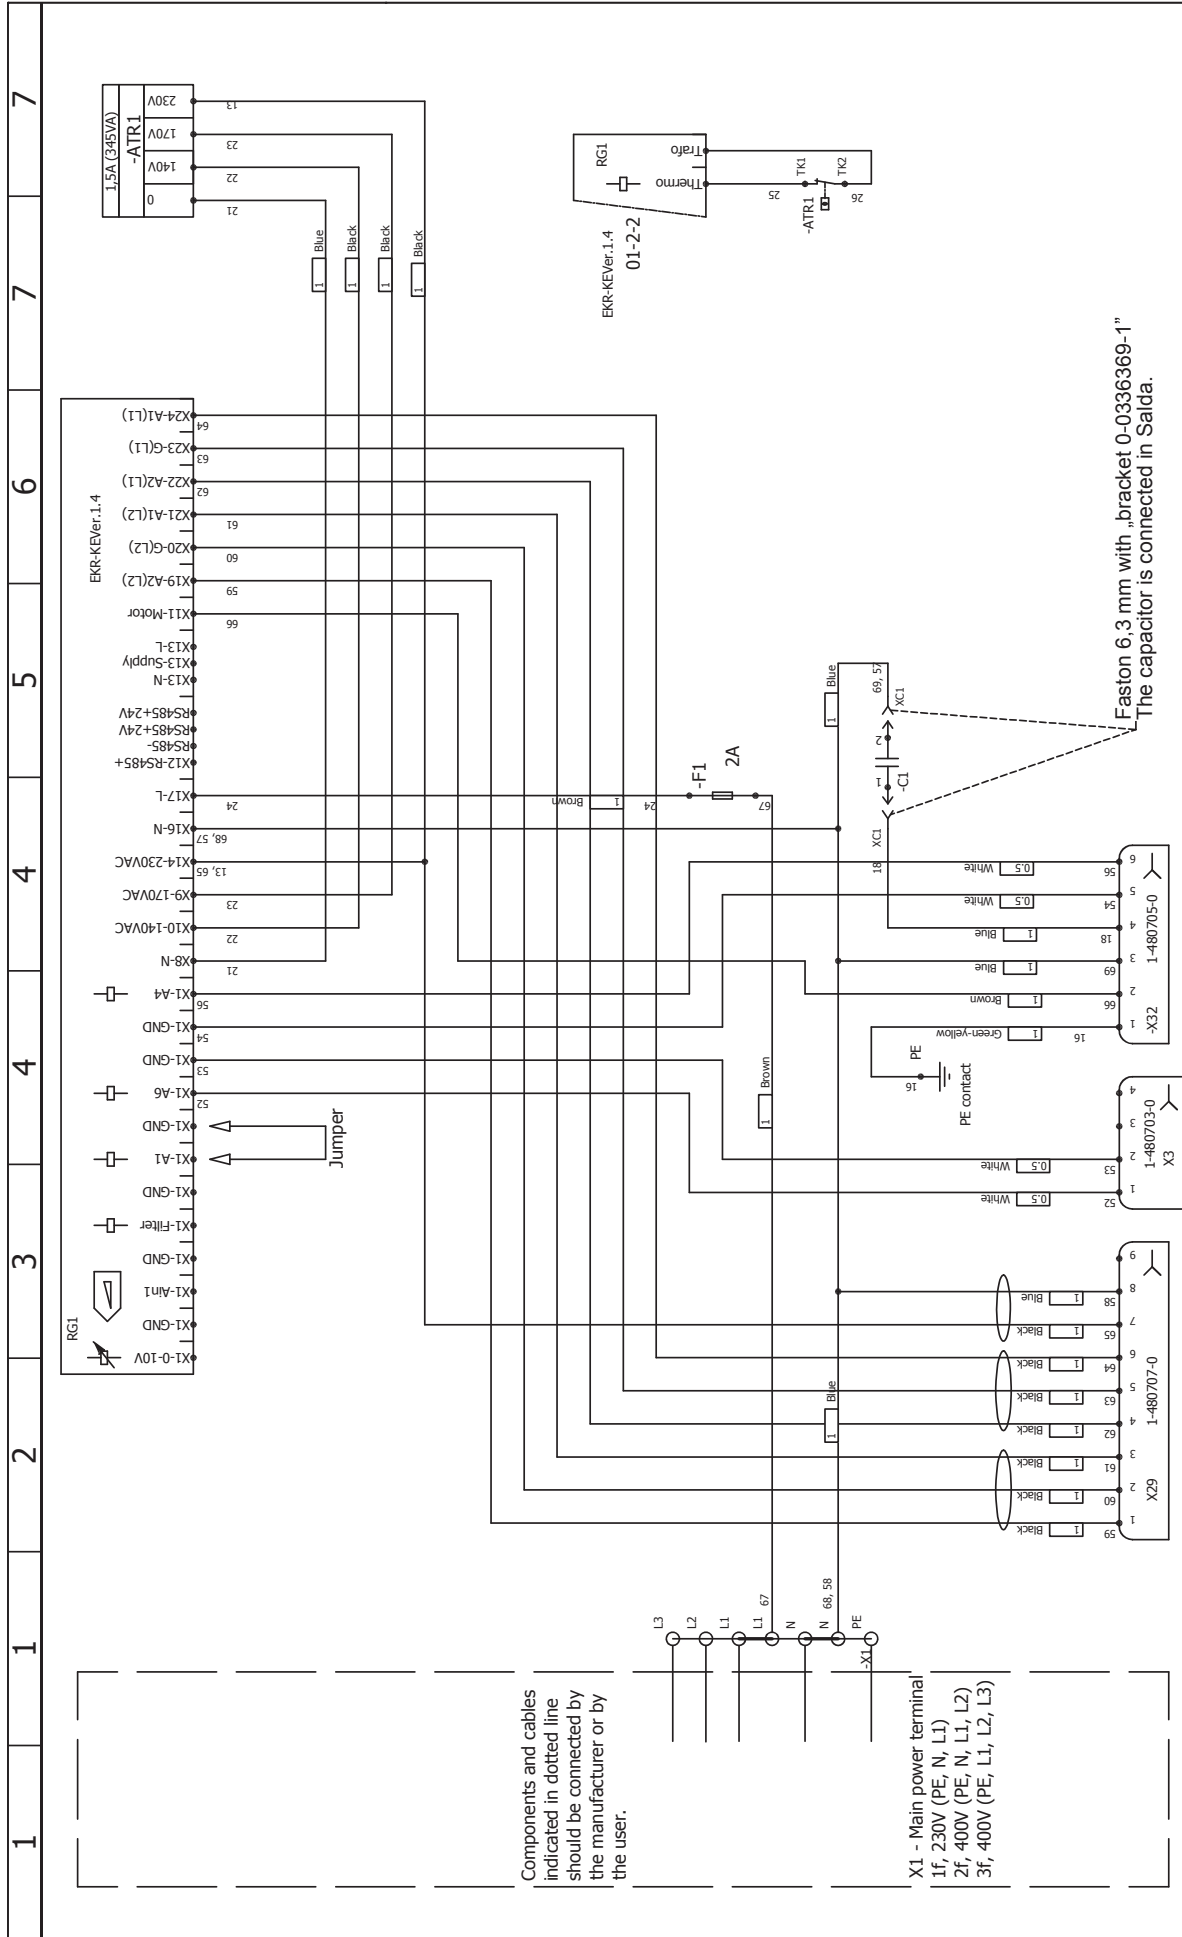 7
7
6
5
4
4
3
2
1
1
1,5A (345VA)
-ATR1
230V
170V
140V
0
13
23
22
21
Blue
1
Black
1
Black
1
Black
1
RG1
Trafo
Thermo
EKR-KEVer.1.4
01-2-2
25
TK1
-ATR1
TK2
26
EKR-KEVer.1.4
RG1
X24-A1(L1)
64
X23-G(L1)
63
X22-A2(L1)
62
X21-A1(L2)
61
X20-G(L2)
60
X19-A2(L2)
59
X11-Motor
66
X13-L
X13-Supply
X13-N
RS485+24V
RS485+24V
RS485-
X12-RS485+
X17-L
24
X16-N
68, 57
X14-230VAC
13, 65
X9-170VAC
23
X10-140VAC
22
X8-N
21
X1-A4
56
X1-GND
54
X1-GND
53
X1-A6
52
X1-GND
X1-A1
Jumper
X1-GND
X1-Filter
X1-GND
X1-Ain1
X1-GND
X1-0-10V
Brown
1
24
-F1
2A
67
Blue
1
69, 57
XC1
2
1
-C1
XC1
18
Faston 6,3 mm with „bracket 0-0336369-1”
The capacitor is connected in Salda.
White
0.5
56
6
White
0.5
54
5
Blue
1
18
4
Blue
1
69
3
Brown
1
66
2
Green-yellow
1
16
1
1-480705-0
-X32
PE
16
PE contact
Brown
1
4
3
White
0.5
53
2
White
0.5
52
1
1-480703-0
X3
9
Blue
1
58
8
Black
1
65
7
Black
1
64
6
Black
1
63
5
Black
1
62
4
Black
1
61
3
Black
1
60
2
Black
1
59
1
1-480707-0
X29
Blue
1
L3
L2
L1
L1
67
N
N
68, 58
PE
-X1
Components and cables
indicated in dotted line
should be connected by
the manufacturer or by
the user.
X1 - Main power terminal
1f, 230V (PE, N, L1)
2f, 400V (PE, N, L1, L2)
3f, 400V (PE, L1, L2, L3)